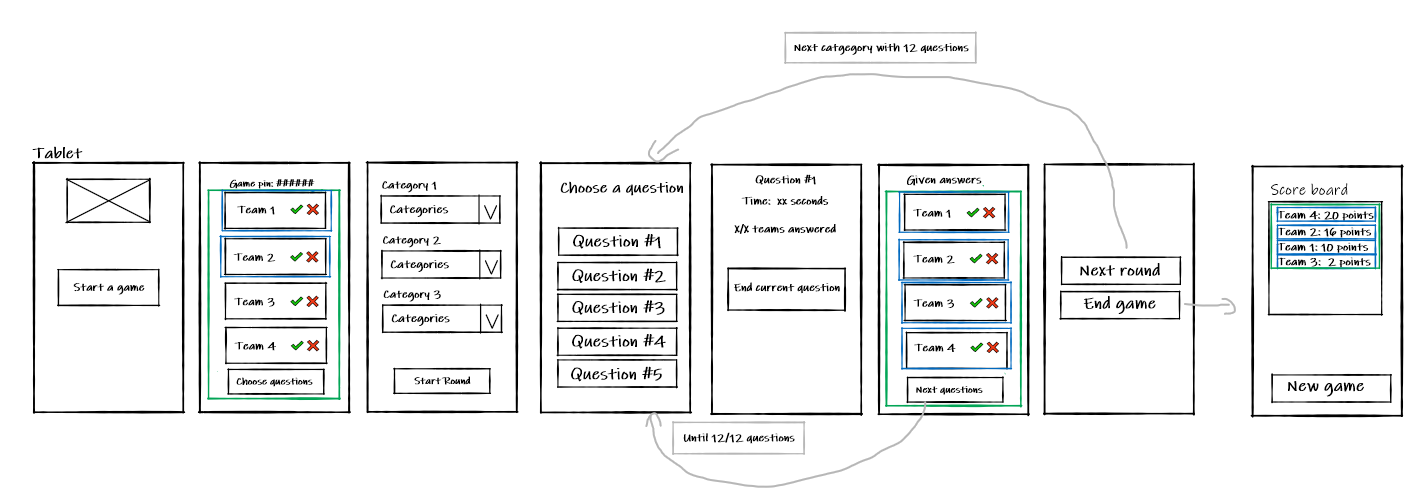 Next catgegory with 12 questions
Tablet
Start a game
Game pin: ######
Team 1
Team 2
Team 3
Team 4
Choose questions
Category 1
Categories
Category 2
Categories
Category 3
Categories
Start Round
Choose a question
Question #1
Question #2
Question #3
Question #4
Question #5
Until 12/12 questions
Question #1
Time: xx seconds
X/X teams answered
End current question
Given answers
Team 1
Team 2
Team 3
Team 4
Next questions
Next round
End game
Score board
Team 4: 20 points
Team 2: 16 points
Team 1: 10 points
Team 3: 2 points
New game